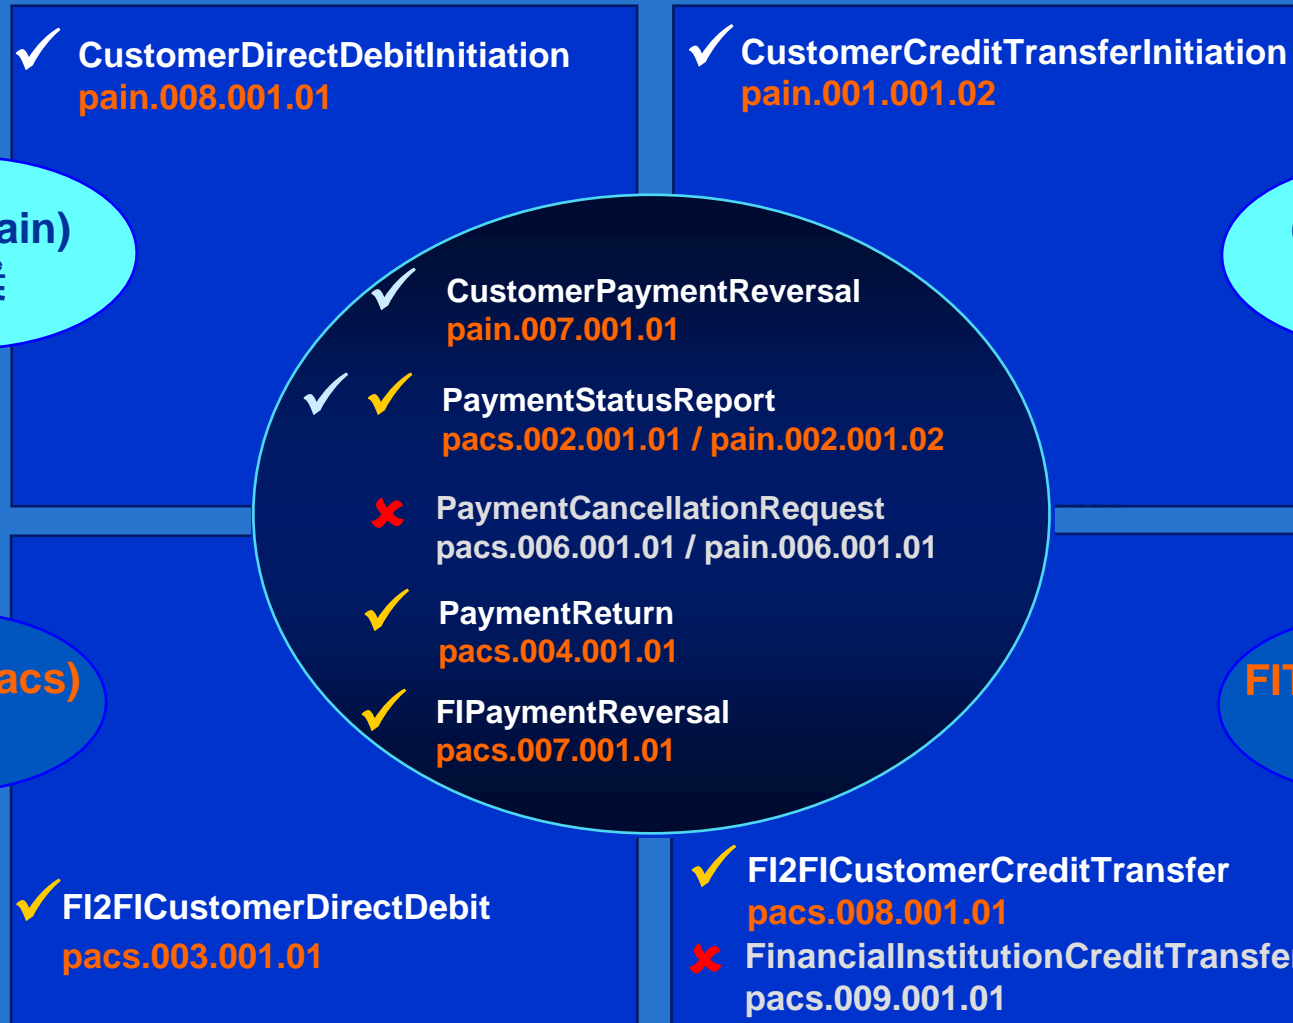 CustomerDirectDebitInitiation
pain.008.001.01
CustomerCreditTransferInitiation
pain.001.001.02
ain)
CustomerPaymentReversal
pain.007.001.01
PaymentStatusReport
pacs.002.001.01 / pain.002.001.02
PaymentCancellationRequest
pacs.006.001.01 / pain.006.001.01
PaymentReturn
pacs.004.001.01
acs)
FIT
FIPaymentReversal
pacs.007.001.01
FI2FICustomerCreditTransfer
pacs.008.001.01
FI2FICustomerDirectDebit
pacs.003.001.01
FinancialInstitutionCreditTransfer
pacs.009.001.01